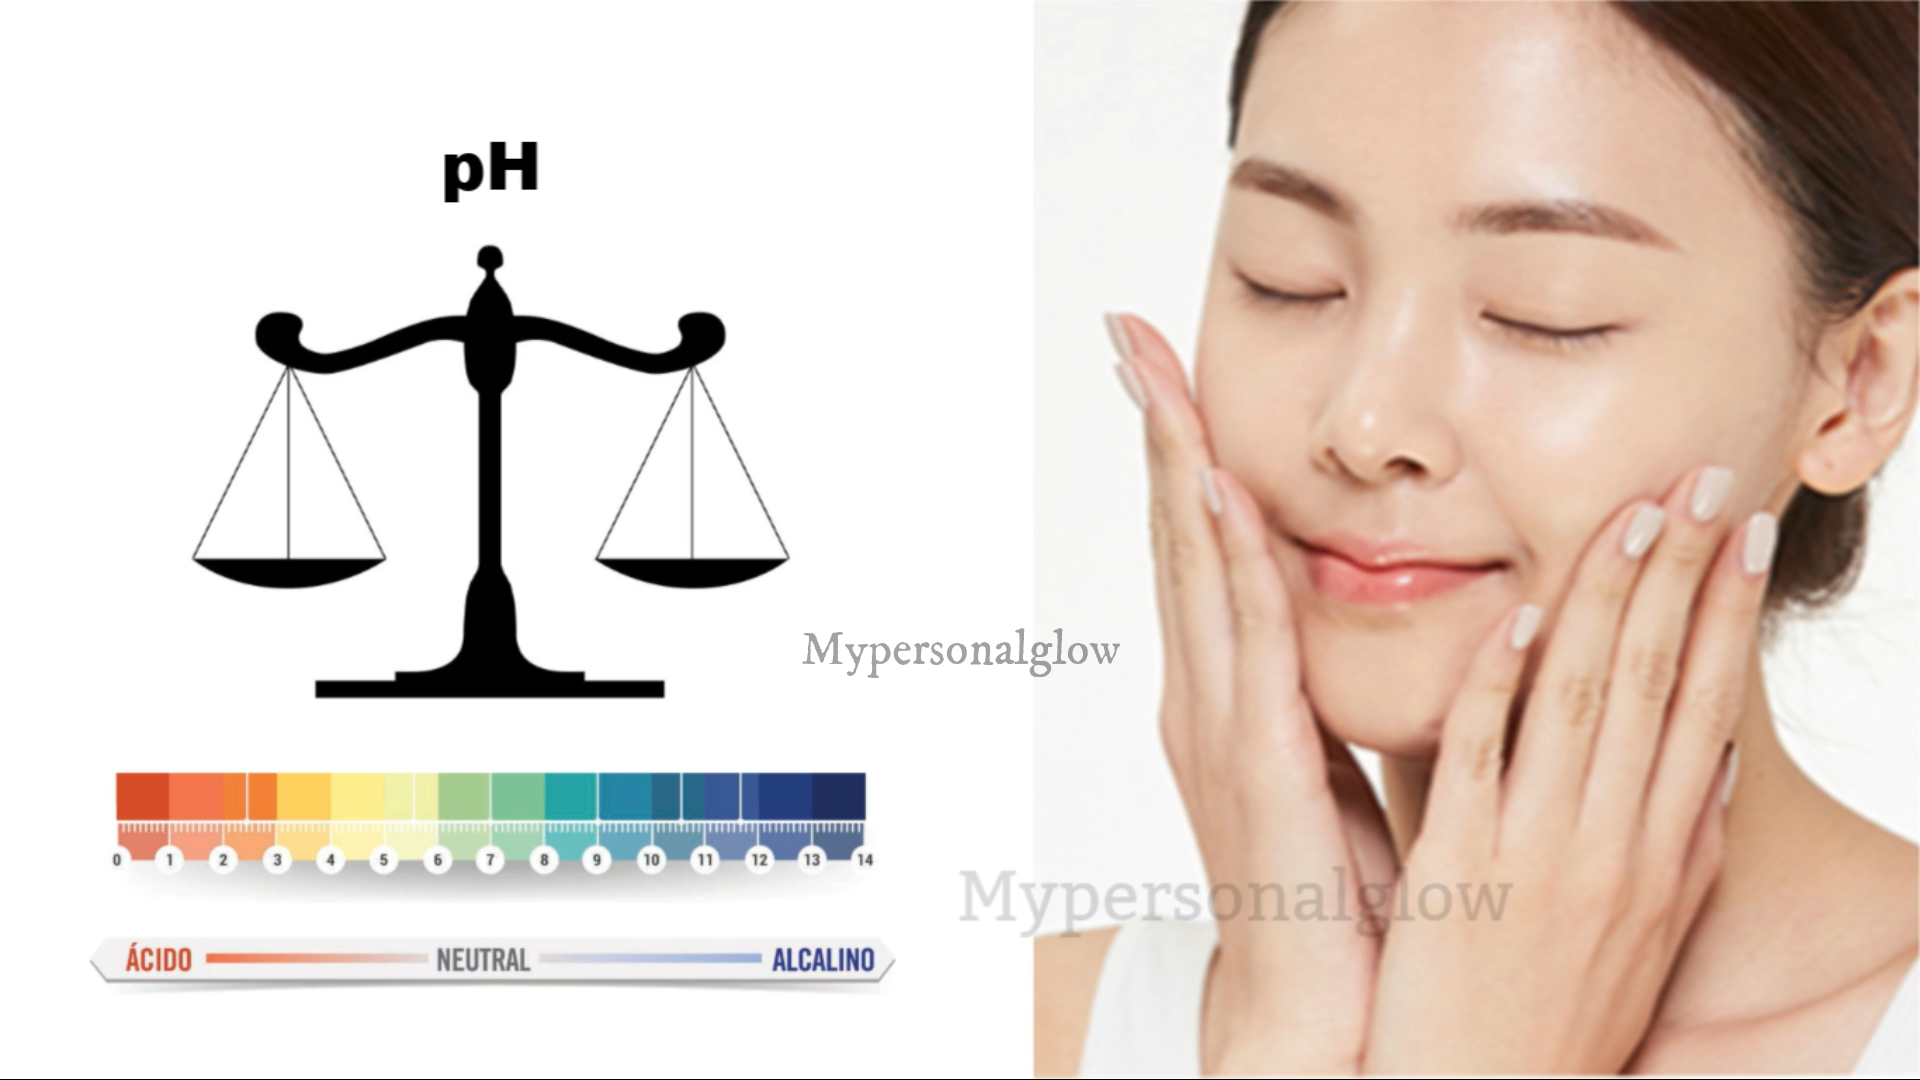 pH
Mypersonalglow
0 1 2 3 4 5 6 7 8 9 10 11 12 13 14
Mypersonalglow
ÁCIDO NEUTRAL ALCALINO